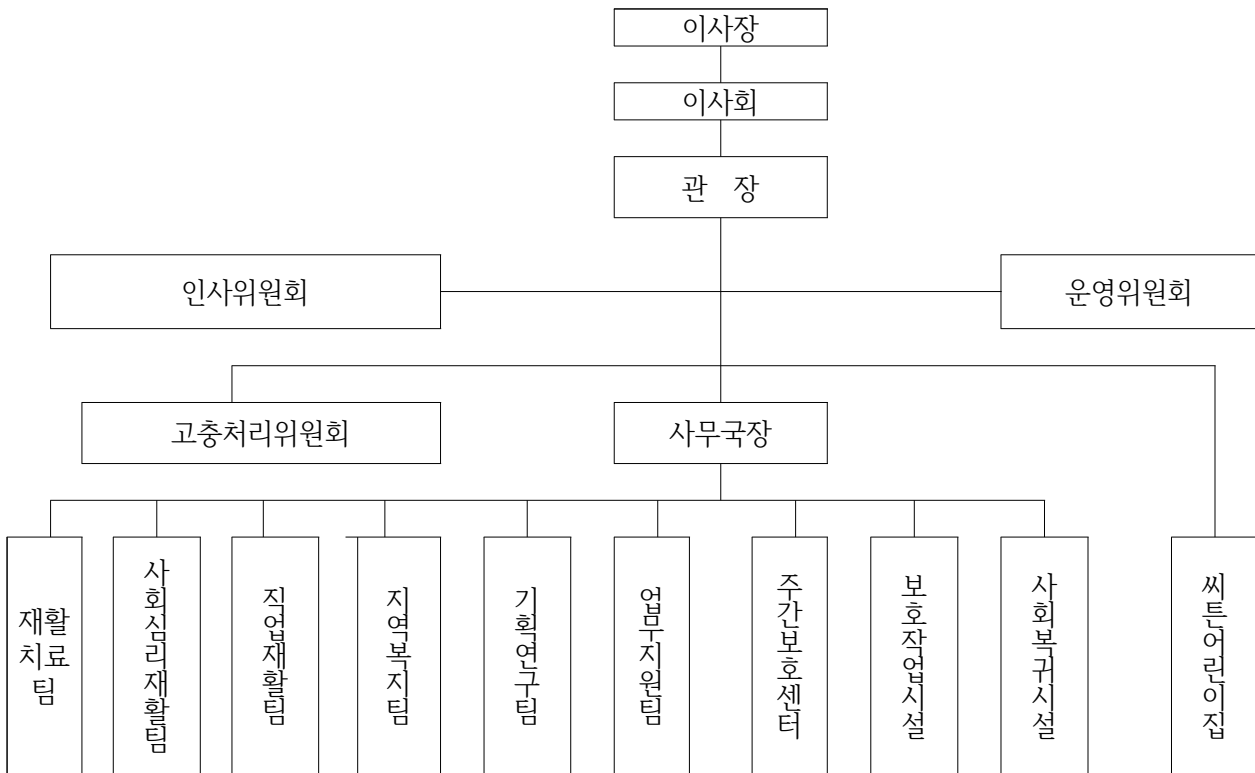 이사장
이사회
관 장
인사위원회
운영위원회
고충처리위원회
사무국장
재활
치료
팀
사회심리재활팀
직업재활팀
지역복지팀
기획연구팀
업무지원팀
주간보호센터
보호작업시설
사회복귀시설
씨튼어린이집